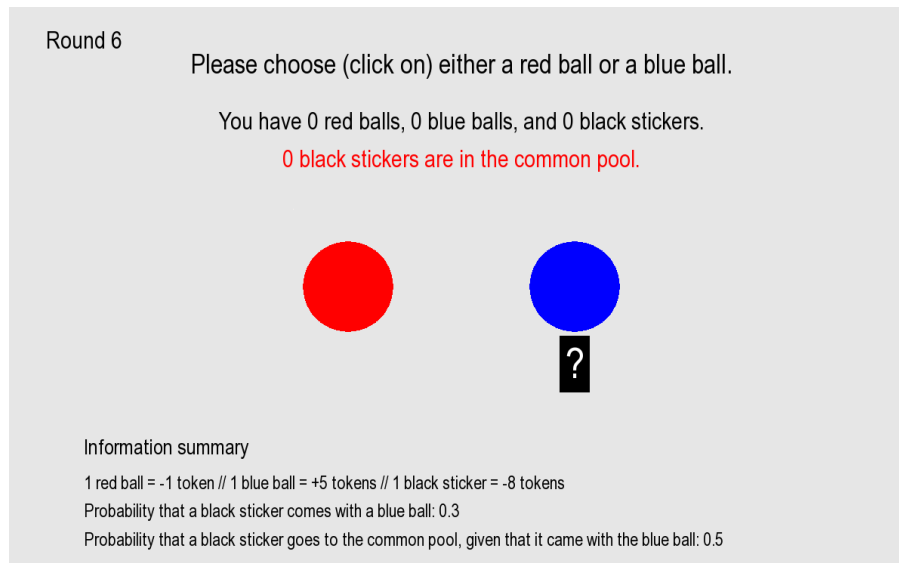 Round 6
Please choose (click on) either a red ball or a blue ball.
You have 0 red balls, 0 blue balls, and 0 black stickers.
0 black stickers are in the common pool.
?
Information summary
1 red ball = -1 token // 1 blue ball = +5 tokens // 1 black sticker = -8 tokens
Probability that a black sticker comes with a blue ball: 0.3
Probability that a black sticker goes to the common pool, given that it came with the blue ball: 0.5